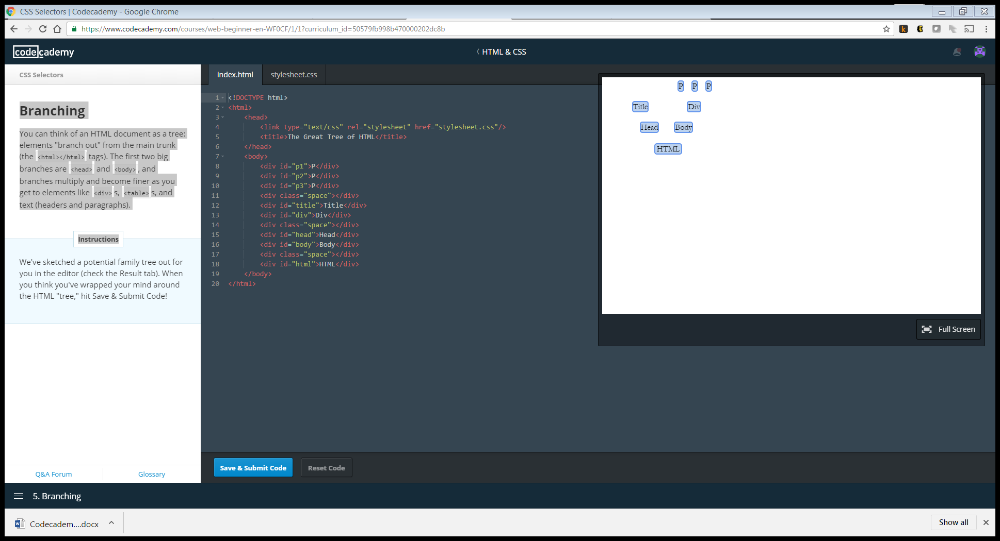 CSS Selectors | Codecademy - Google Chrome
https://www.codecademy.com/courses/web-beginner-en-WF0CF/1/1?curriculum_id=50579fb998b470000202dc8b
codecademy
HTML & CSS
CSS Selectors
Branching
You can think of an HTML document as a tree:
elements "branch out" from the main trunk
(the <html></html> tags). The first two big
branches are <head> and <body>, and
branches multiply and become finer as you
get to elements like <div>s, <table>s, and
text (headers and paragraphs).
Instructions
We've sketched a potential family tree out for
you in the editor (check the Result tab). When
you think you've wrapped your mind around
the HTML "tree," hit Save & Submit Code!
Q&A Forum Glossary
index.html stylesheet.css
1 <!DOCTYPE html>
2 <html>
3 <head>
4 <link type="text/css" rel="stylesheet" href="stylesheet.css"/>
5 <title>The Great Tree of HTML</title>
6 </head>
7 <body>
8 <div id="p1">P</div>
9 <div id="p2">P</div>
10 <div id="p3">P</div>
11 <div class="space"></div>
12 <div id="title">Title</div>
13 <div id="div">Div</div>
14 <div class="space"></div>
15 <div id="head">Head</div>
16 <div id="body">Body</div>
17 <div class="space"></div>
18 <div id="html">HTML</div>
19 </body>
20 </html>
P P P
Title Div
Head Body
HTML
Full Screen
Save & Submit Code Reset Code
5. Branching
Codecadem....docx
Show all